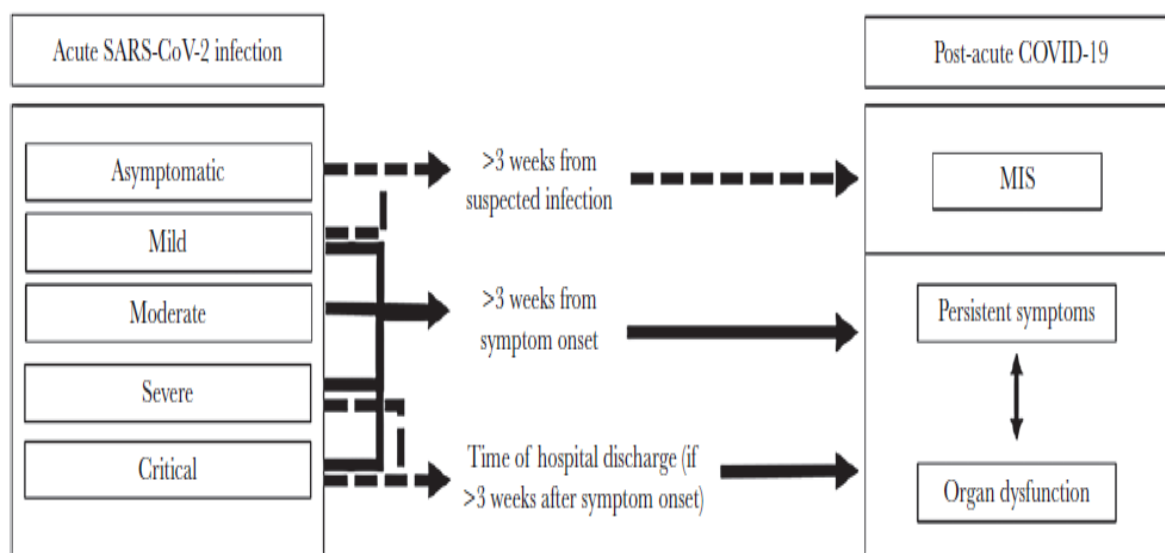 Acute SARS-CoV-2 infection
Asymptomatic
Mild
Moderate
Severe
Critical
>3 weeks from
suspected infection
>3 weeks from
symptom onset
Time of hospital discharge (if
>3 weeks after symptom onset)
Post-acute COVID-19
MIS
Persistent symptoms
Organ dysfunction